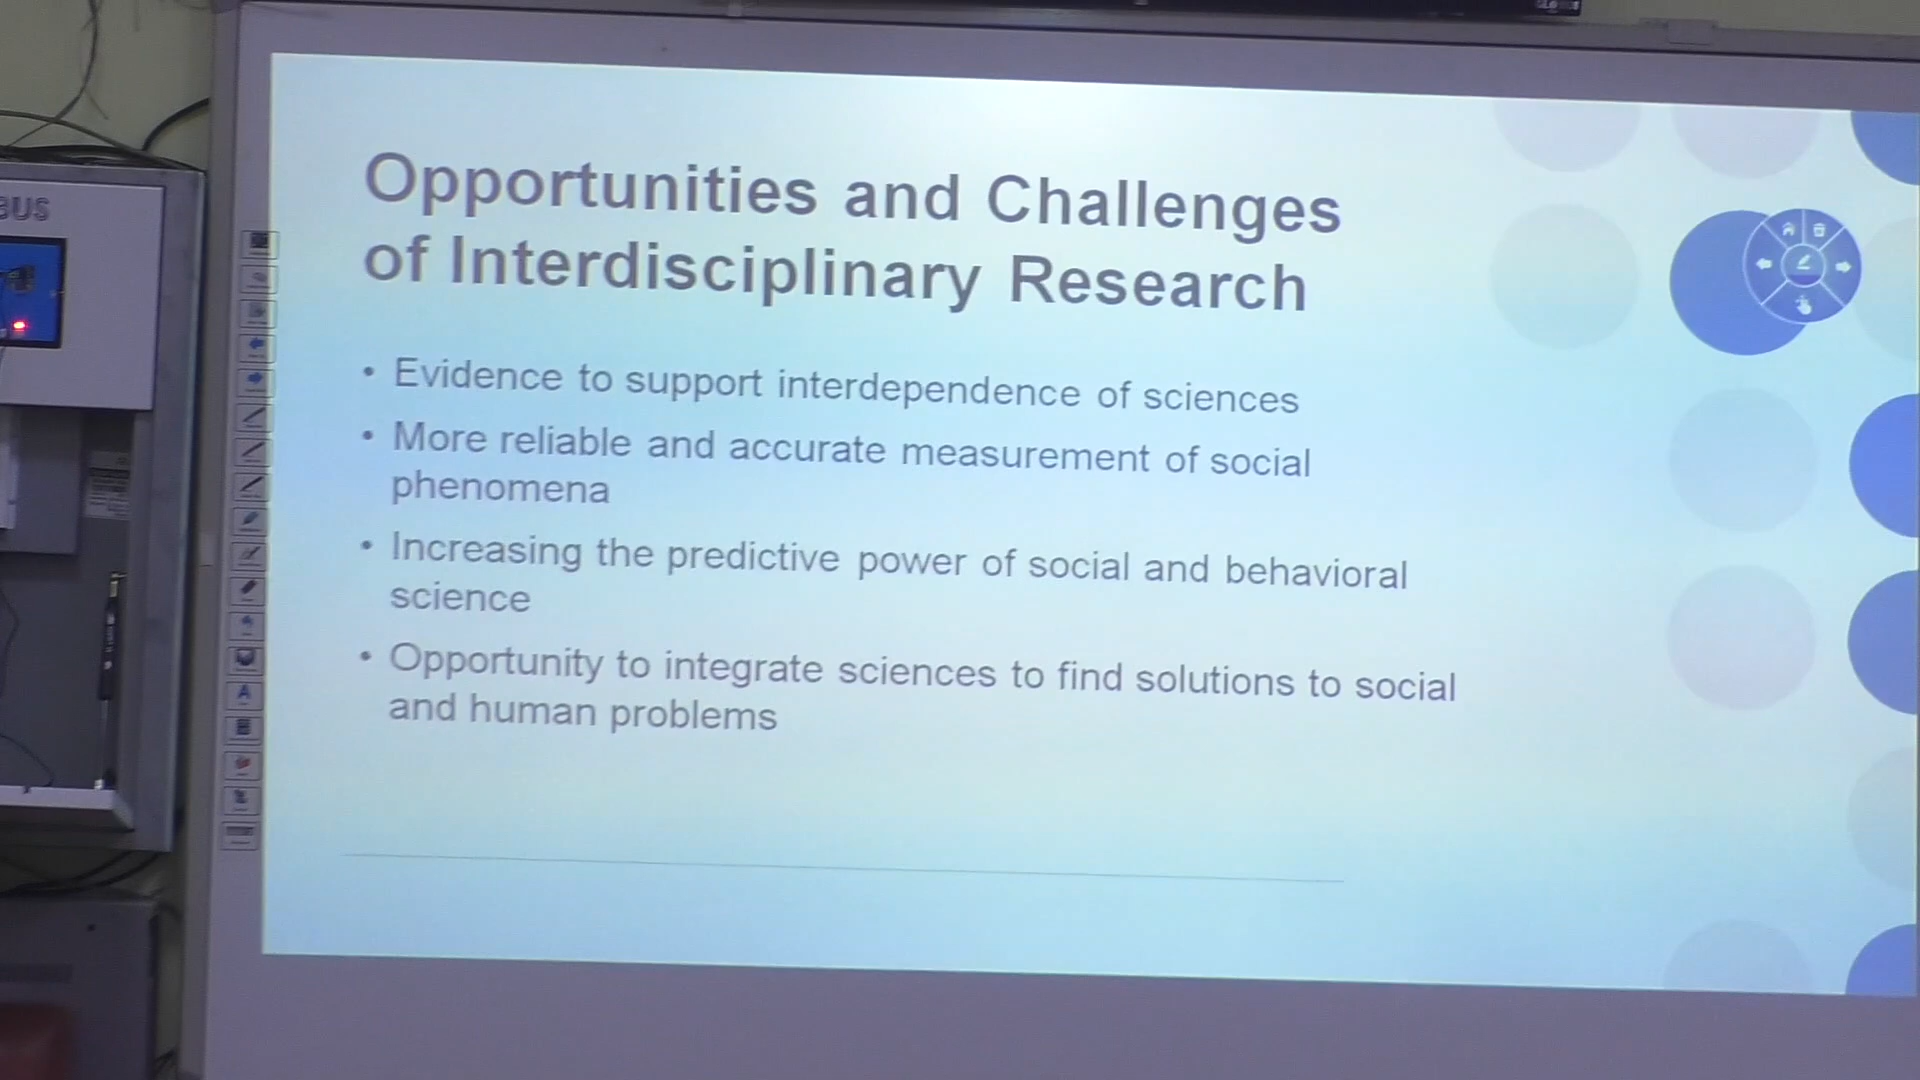 BUS
Opportunities and Challenges
of Interdisciplinary Research
• Evidence to support interdependence of sciences
• More reliable and accurate measurement of social
phenomena
• Increasing the predictive power of social and behavioral
science
• Opportunity to integrate sciences to find solutions to social
and human problems
A